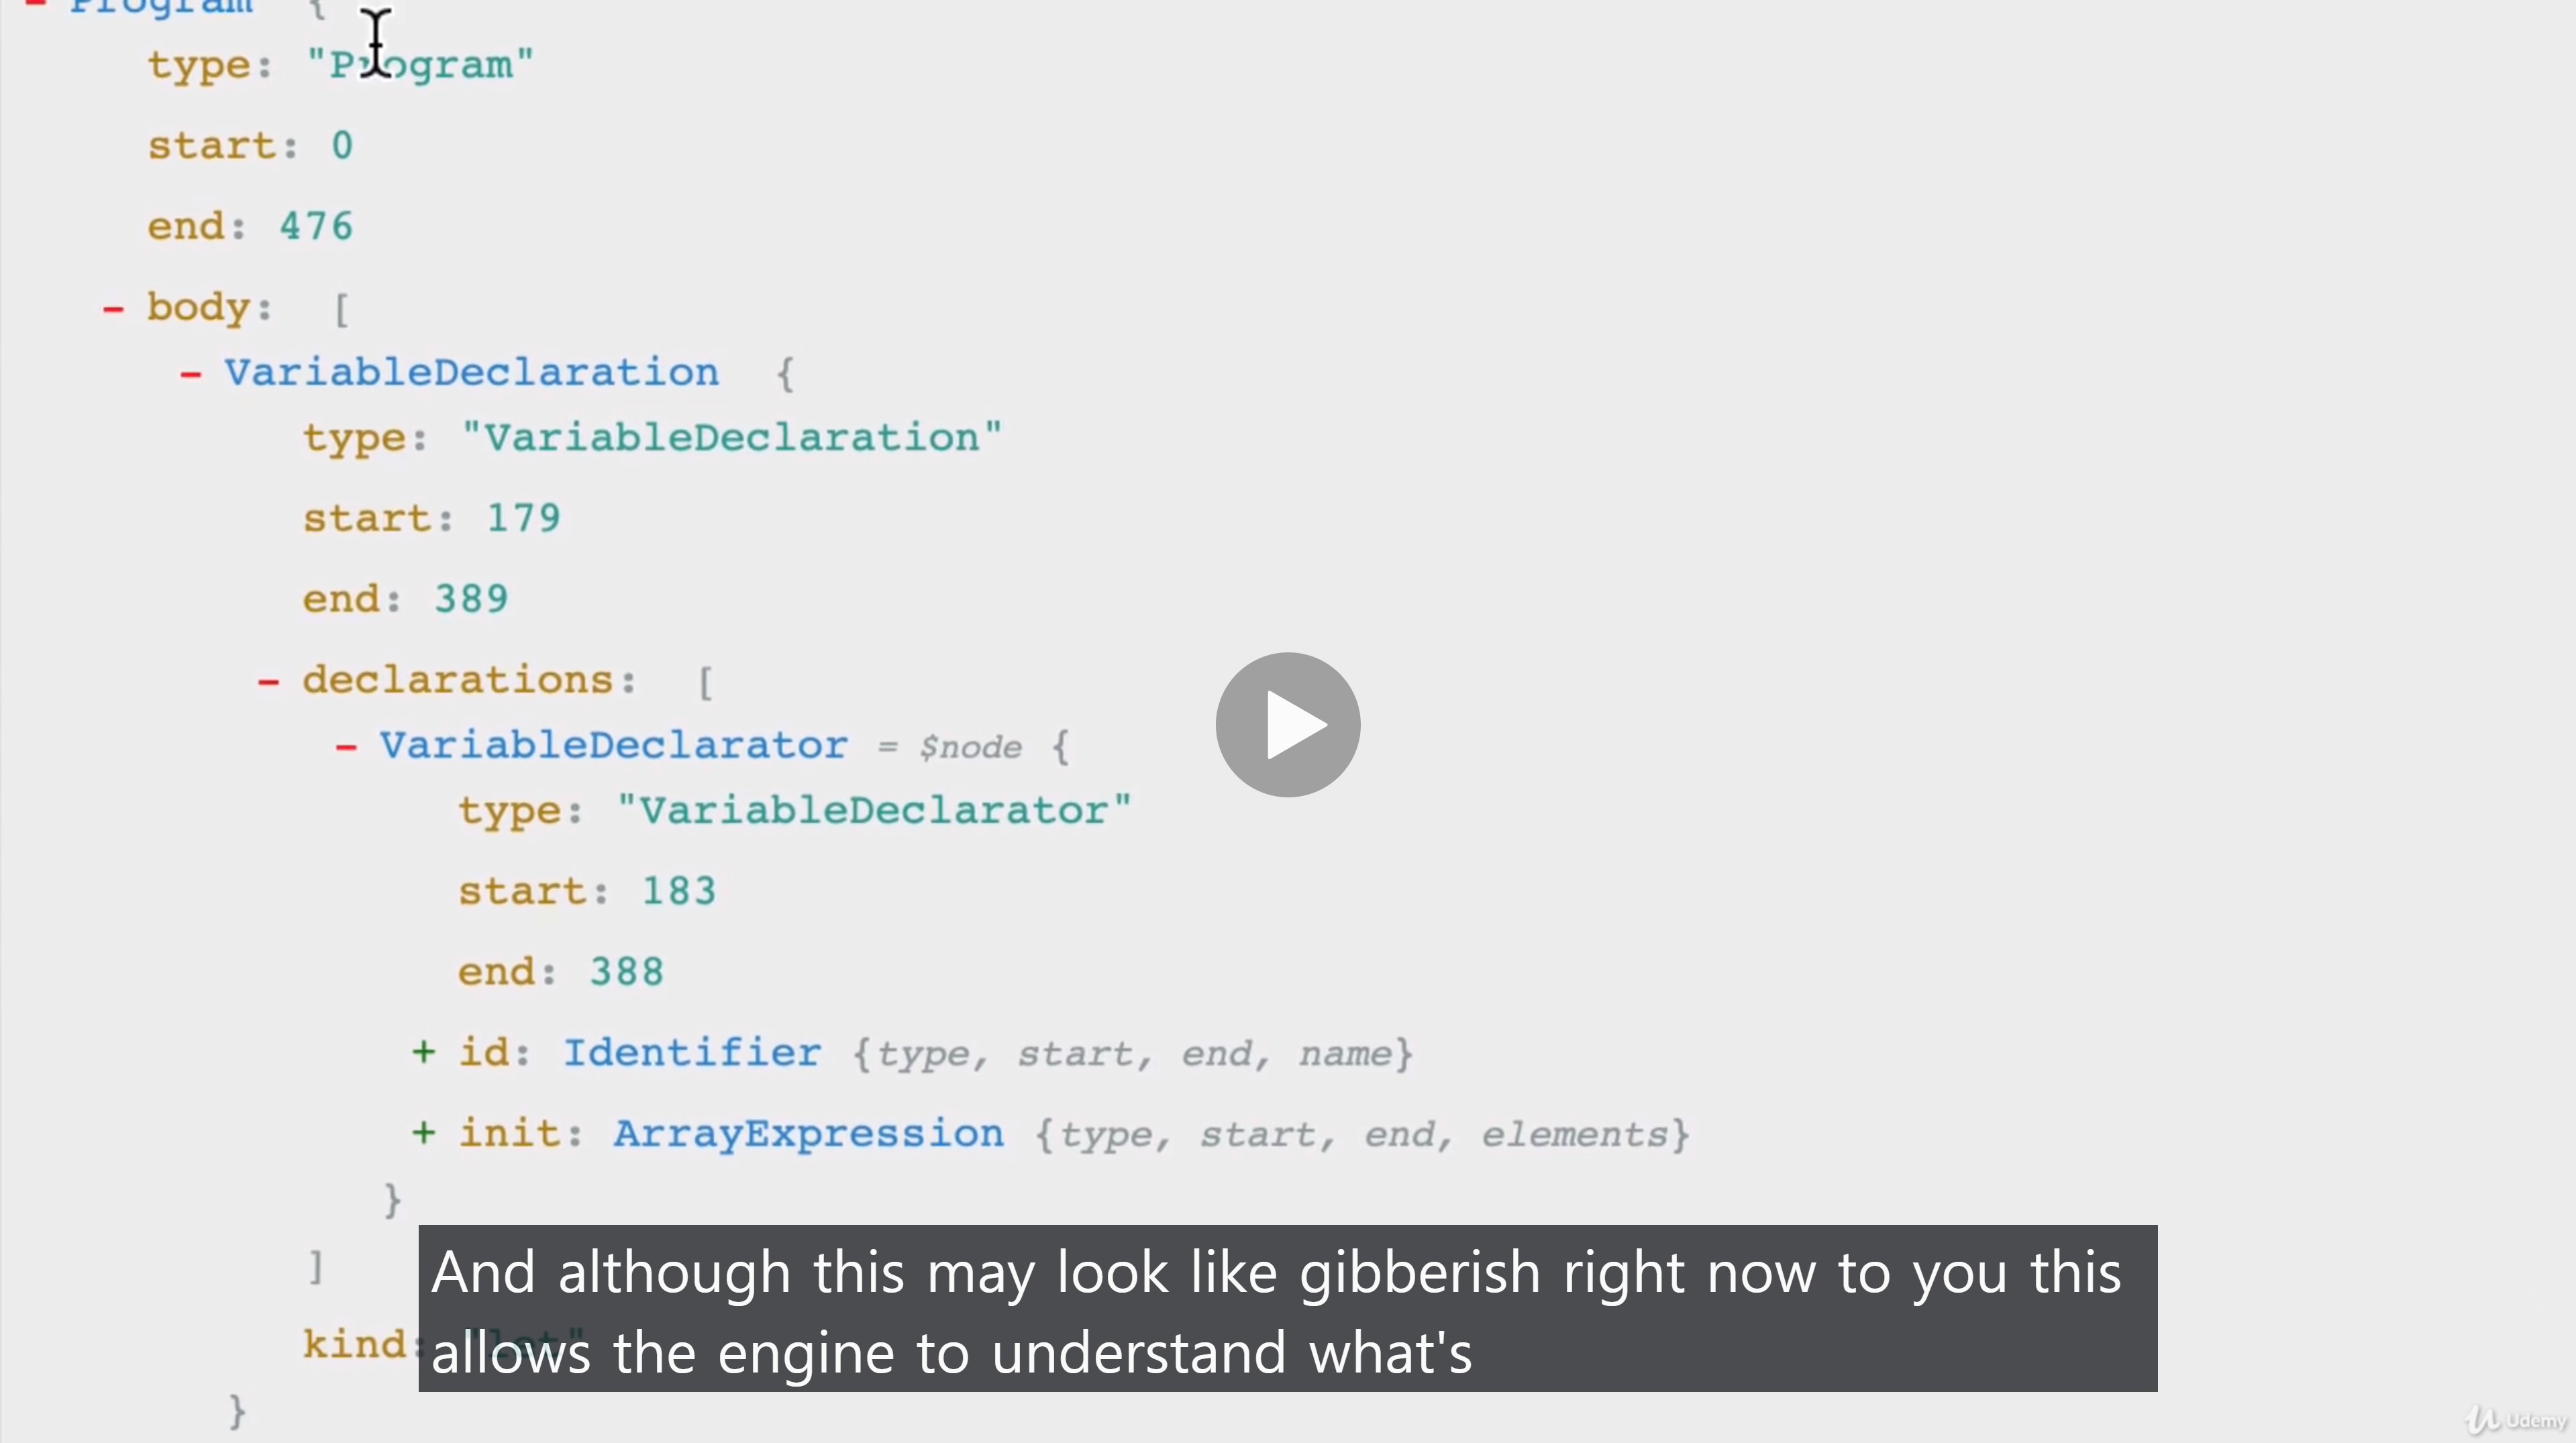 - Program {
type: "Program"
start: 0
end: 476
- body: [
- VariableDeclaration {
type: "VariableDeclaration"
start: 179
end: 389
- declarations: [
- VariableDeclarator = $node {
type: "VariableDeclarator"
start: 183
end: 388
+ id: Identifier {type, start, end, name}
+ init: ArrayExpression {type, start, end, elements}
}
]
kind: "let"
}
And although this may look like gibberish right now to you this
allows the engine to understand what's
Udemy